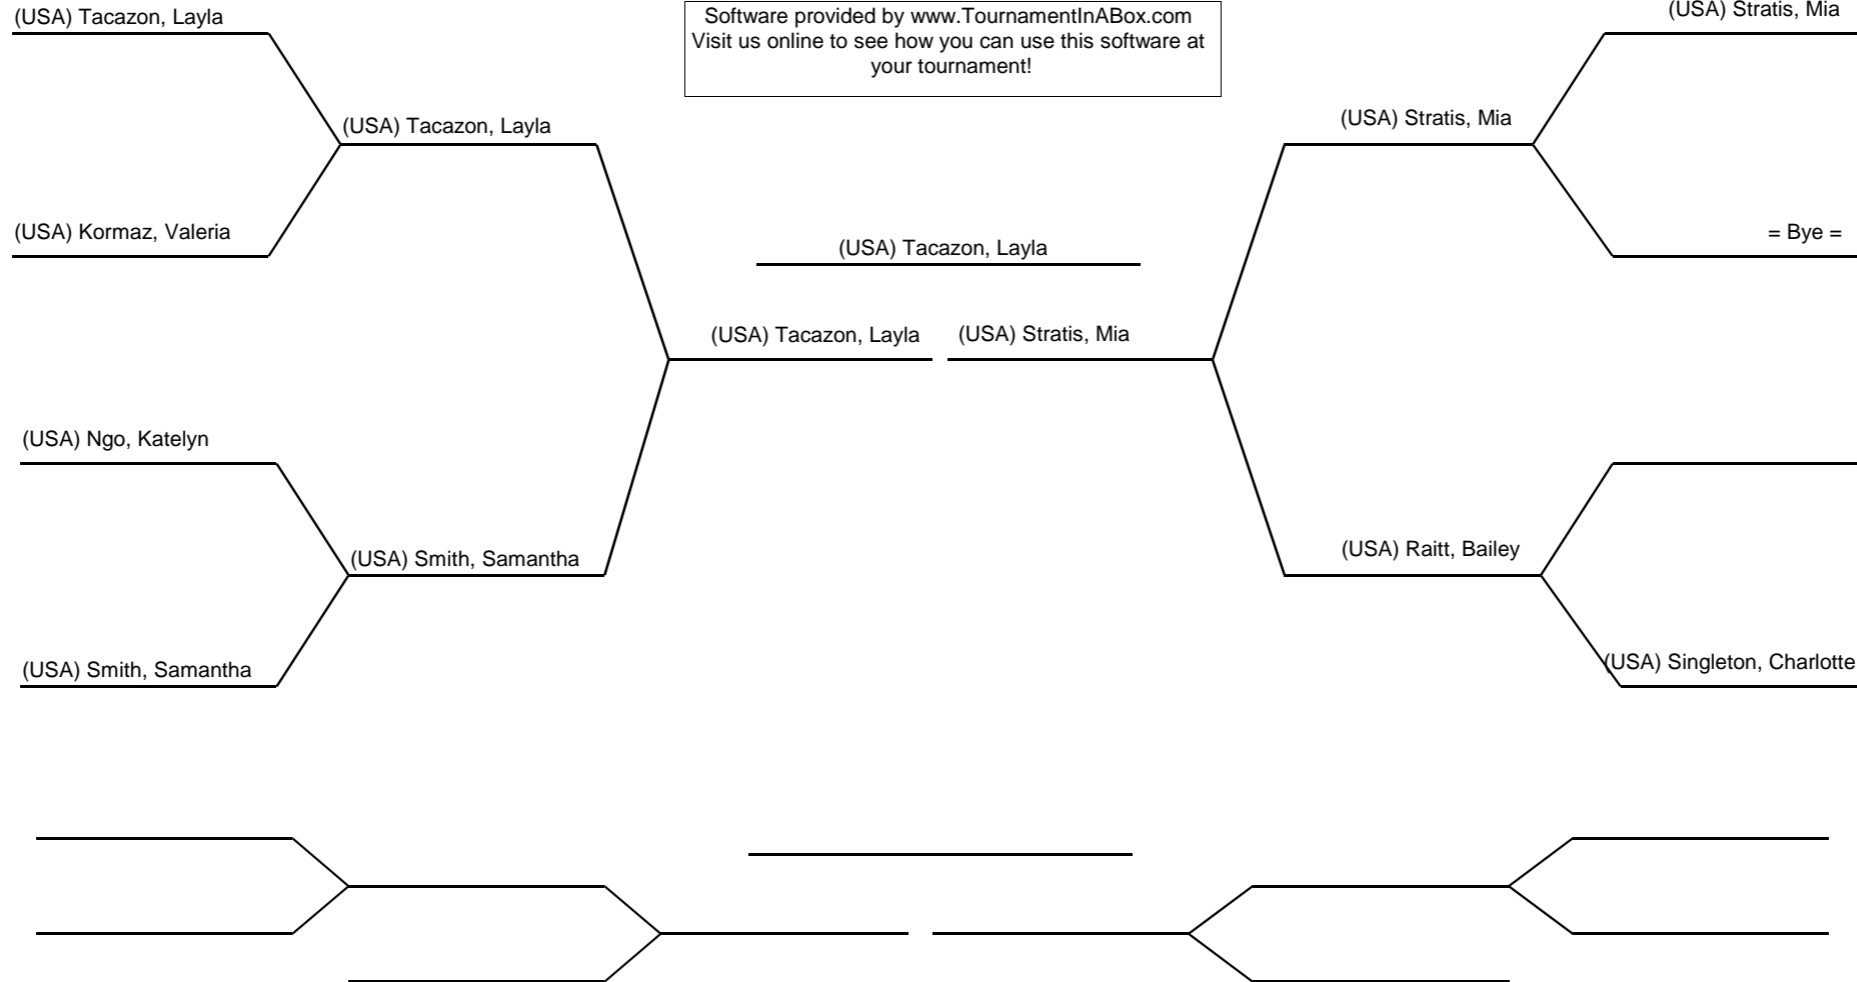 (USA) Tacazon, Layla
Software provided by www.TournamentInABox.com
Visit us online to see how you can use this software at
your tournament!
(USA) Stratis, Mia
(USA) Tacazon, Layla
(USA) Stratis, Mia
(USA) Kormaz, Valeria
= Bye =
(USA) Tacazon, Layla
(USA) Tacazon, Layla
(USA) Stratis, Mia
(USA) Ngo, Katelyn
(USA) Smith, Samantha
(USA) Raitt, Bailey
(USA) Smith, Samantha
(USA) Singleton, Charlotte